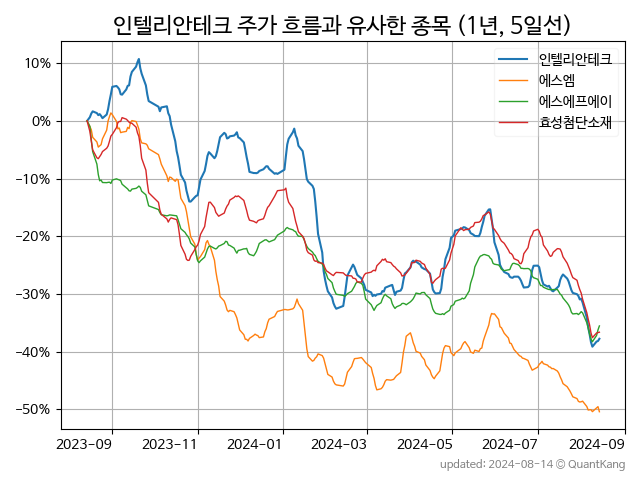 인텔리안테크 주가 흐름과 유사한 종목 (1년, 5일선)
인텔리안테크
에스엠
에스에프에이
효성첨단소재
10%
0%
−10%
−20%
−30%
−40%
−50%
2023-09
2023-11
2024-01
2024-03
2024-05
2024-07
2024-09
updated: 2024-08-14 © QuantKang